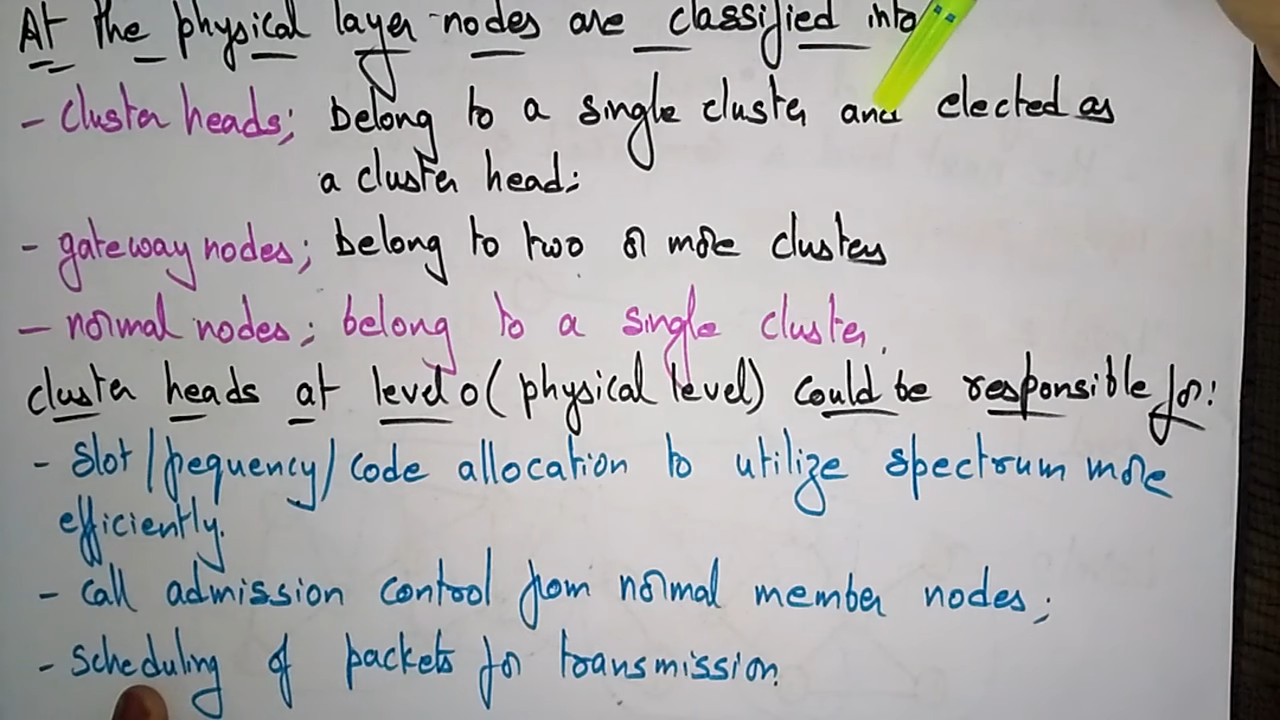 At the physical layer nodes are classified into
- cluster heads; belong to a single cluster and elected as
a cluster head;
- gateway nodes; belong to two or more clusters
- normal nodes; belong to a single cluster.
cluster heads at level 0 (physical level) could be responsible for:
- slot/frequency/code allocation to utilize spectrum more
efficiently.
- call admission control from normal member nodes;
- scheduling of packets for transmission.